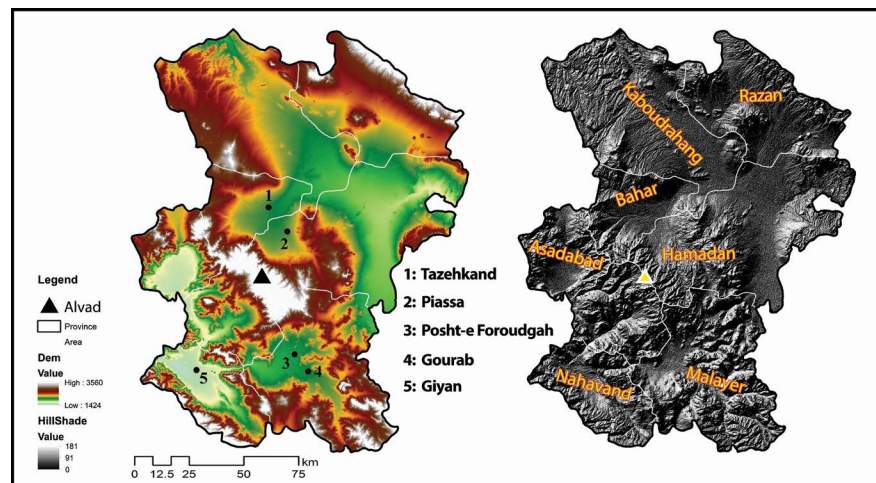 1
2
3
4
5
Legend
Alvad
Province
Area
Dem
Value
High : 3560
Low : 1424
HillShade
Value
181
91
0
km
0 12.5 25 50 75
1: Tazehkand
2: Piassa
3: Posht-e Foroudgah
4: Gourab
5: Giyan
Razan
Kaboudrahang
Bahar
Asadabad
Hamadan
Nahavand
Malayer